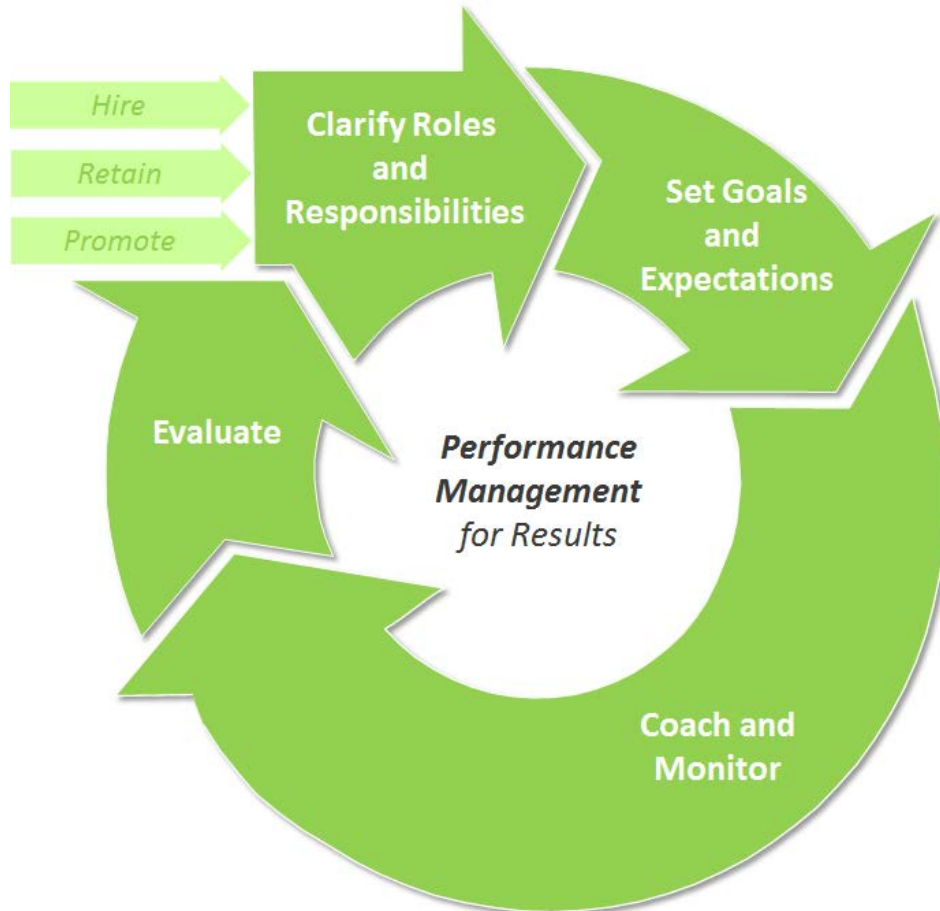 Hire
Retain
Promote
Clarify Roles
and
Responsibilities
Set Goals
and
Expectations
Evaluate
Performance
Management
for Results
Coach and
Monitor